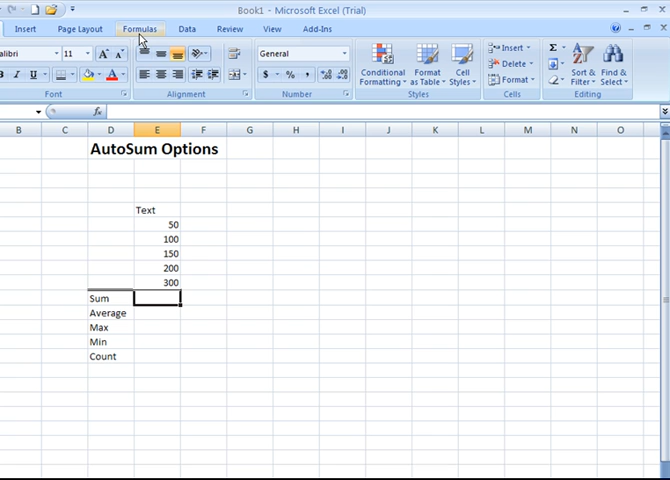 Book1 - Microsoft Excel (Trial)
Insert Page Layout Formulas Data Review View Add-Ins
alibri 11 A A General Conditional Formatting Format as Table Cell Styles Insert Delete Format Σ Sort & Filter Find & Select
B I U $ % ,
Font Alignment Number Styles Cells Editing
fx
B C D E F G H I J K L M N O
AutoSum Options
Text
50
100
150
200
300
Sum
Average
Max
Min
Count